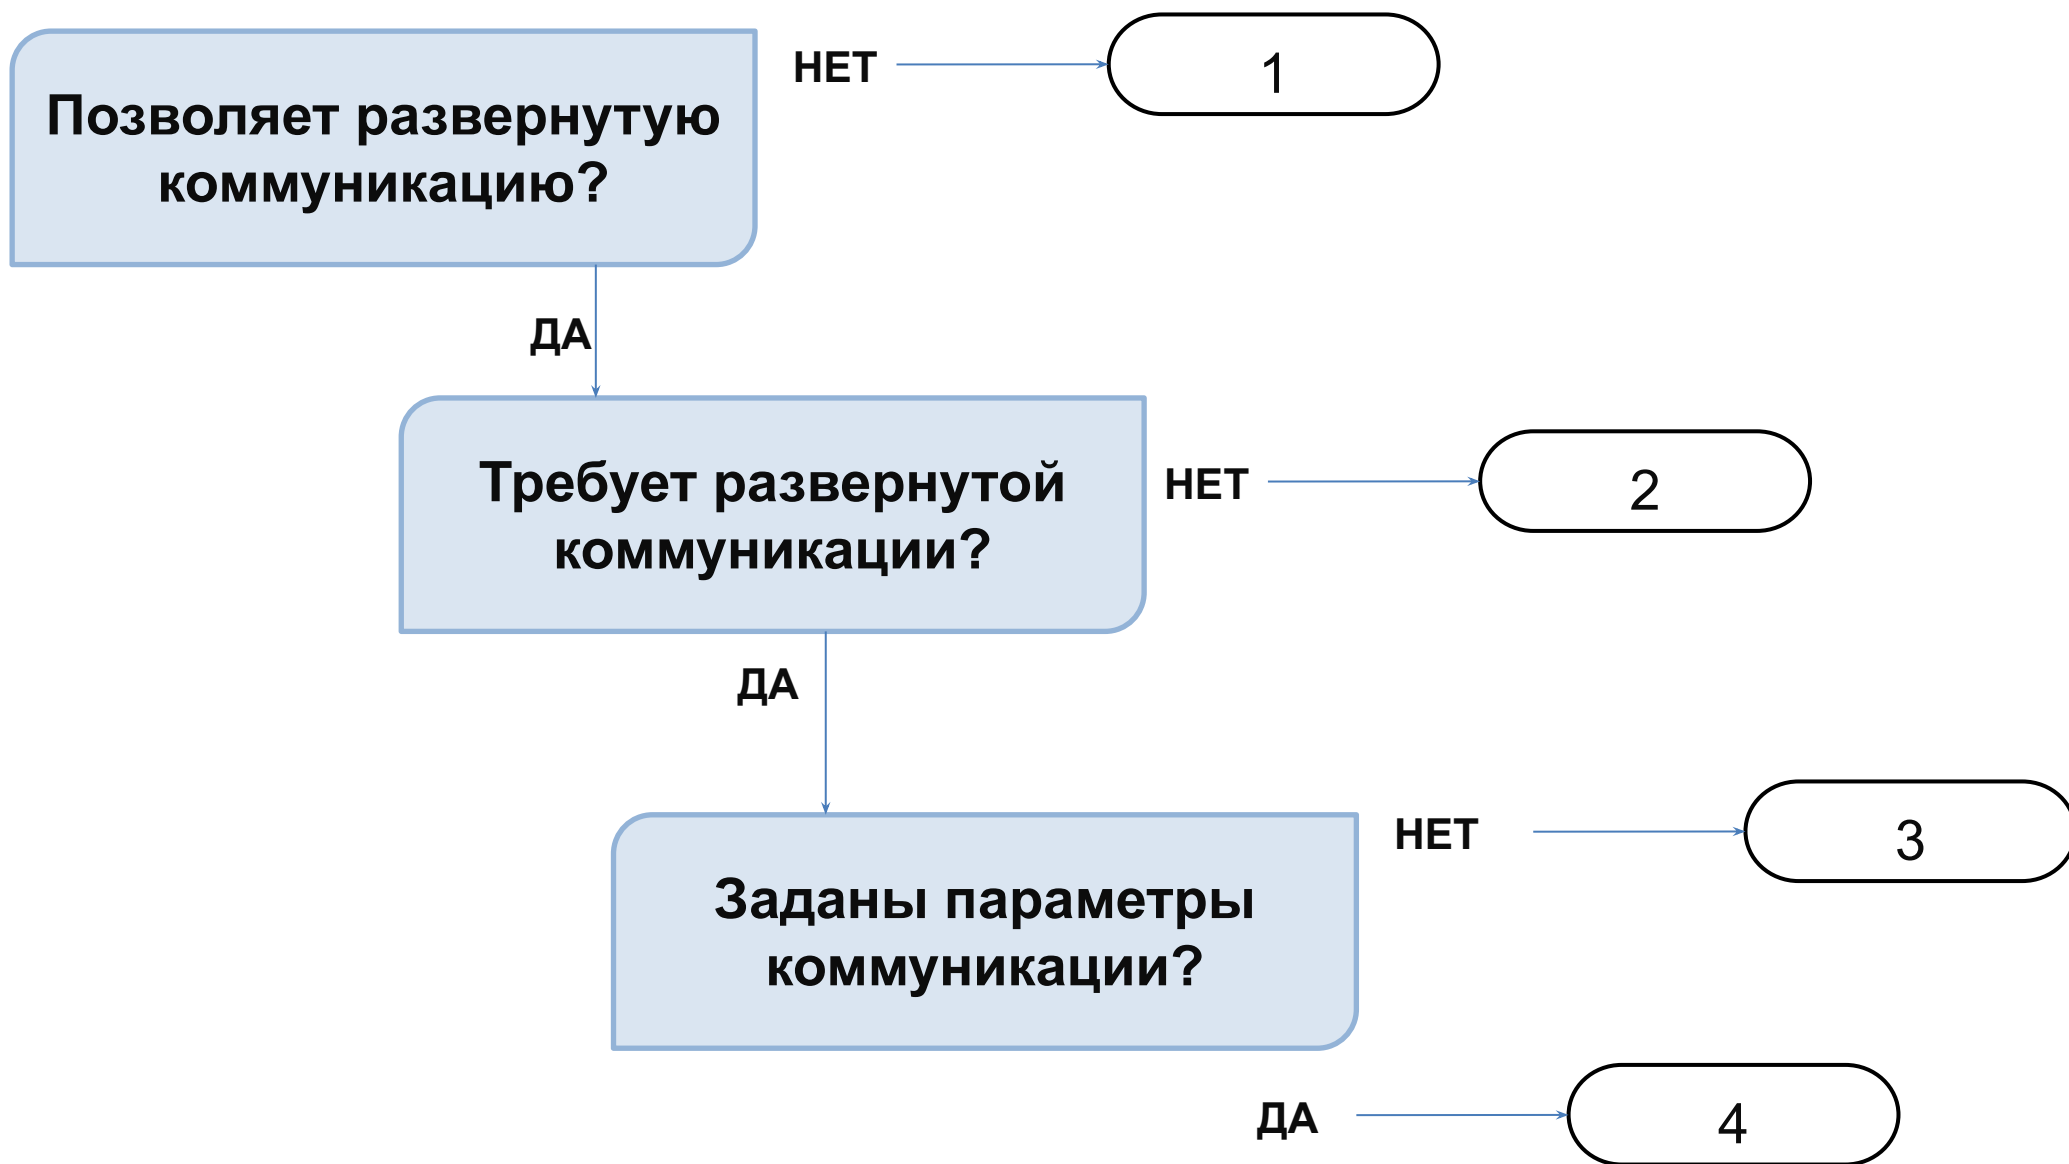 Позволяет развернутую
коммуникацию?
НЕТ
1
ДА
Требует развернутой
коммуникации?
НЕТ
2
ДА
Заданы параметры
коммуникации?
НЕТ
3
ДА
4